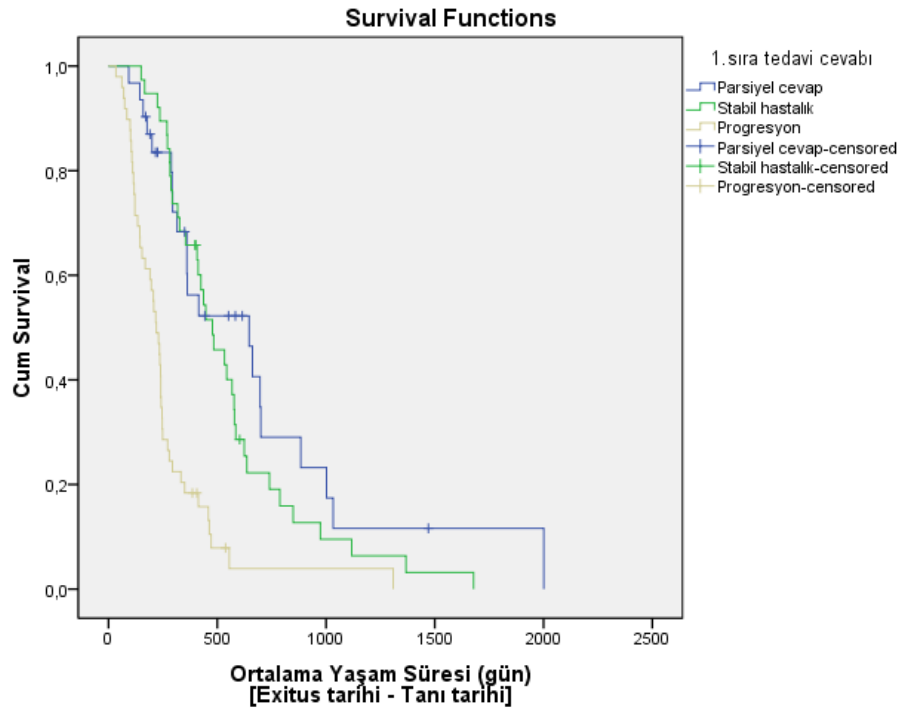 Survival Functions
1.sıra tedavi cevabı
Parsiyel cevap
Stabil hastalık
Progresyon
Parsiyel cevap-censored
Stabil hastalık-censored
Progresyon-censored
Cum Survival
1,0
0,8
0,6
0,4
0,2
0,0
0 500 1000 1500 2000 2500
Ortalama Yaşam Süresi (gün)
[Exitus tarihi - Tanı tarihi]